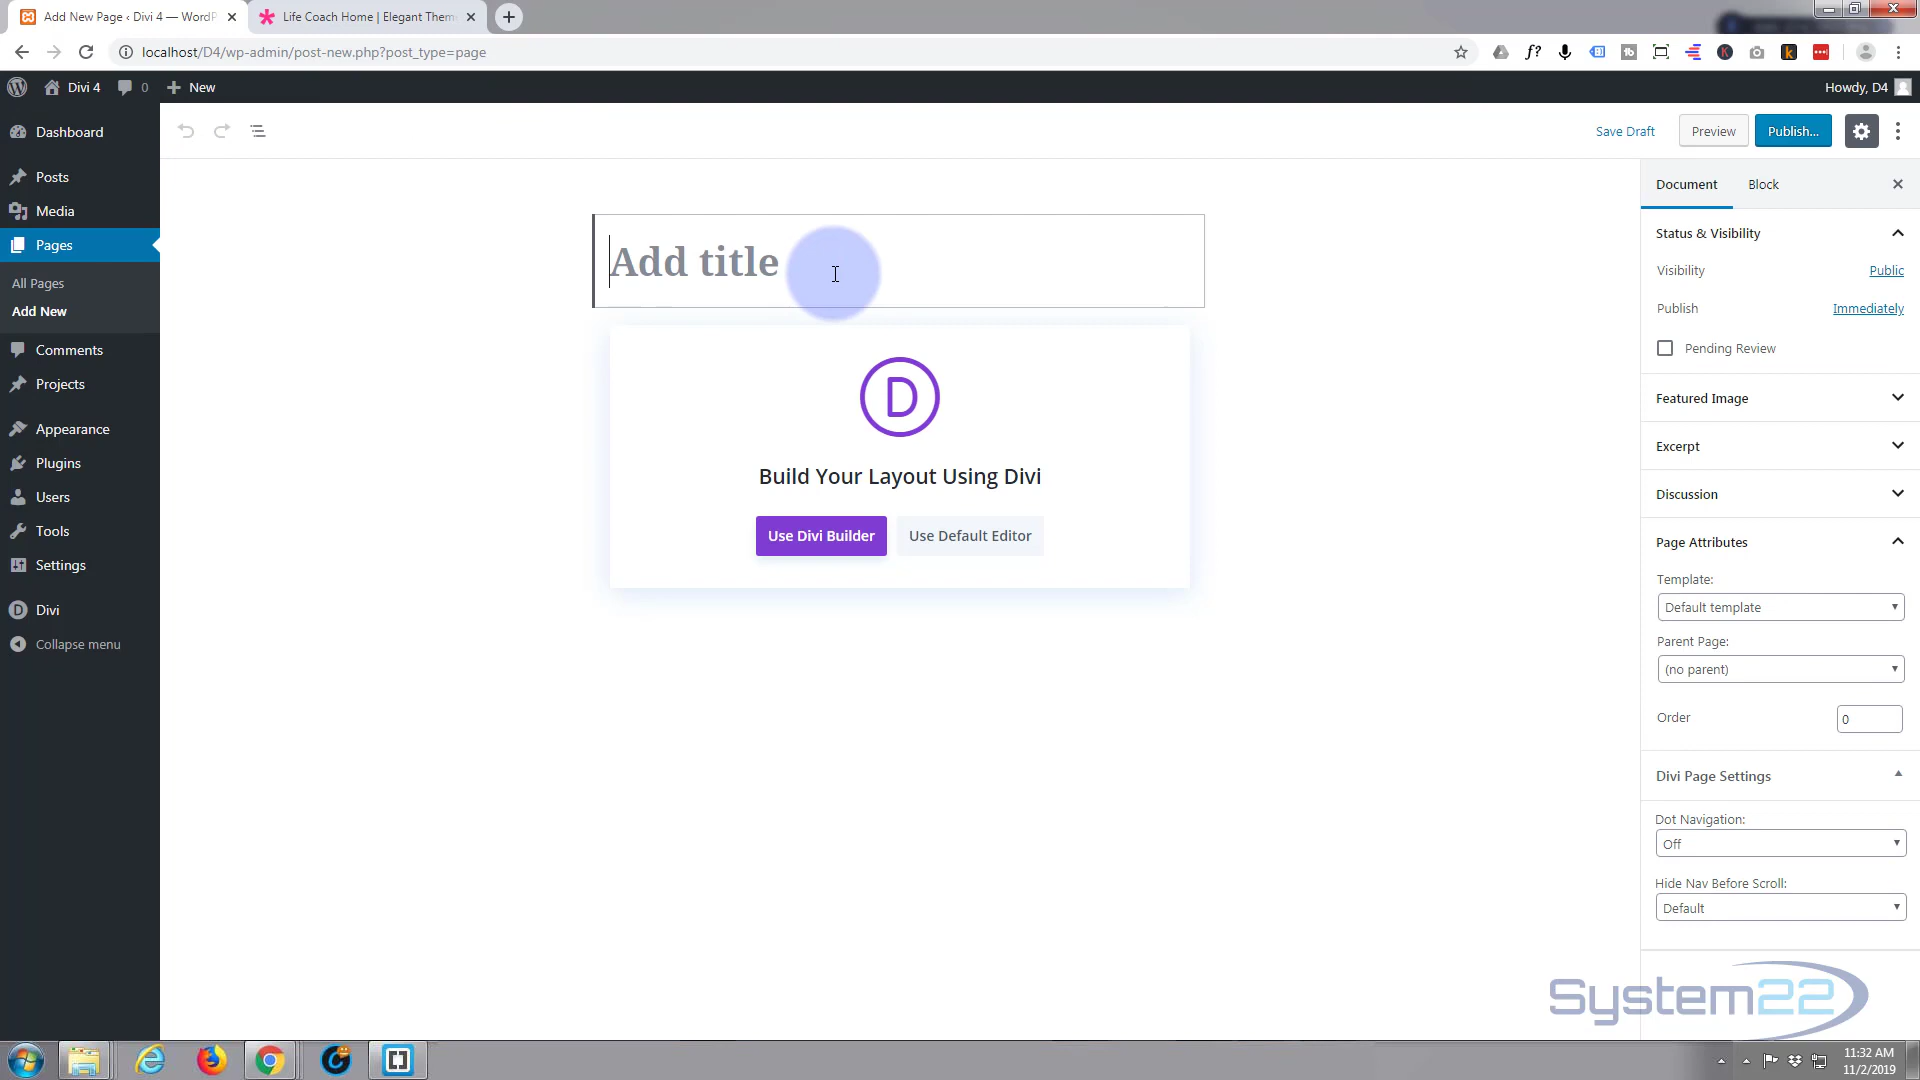 Add New Page ‹ Divi 4 — WordP
Life Coach Home | Elegant Them
localhost/D4/wp-admin/post-new.php?post_type=page
Divi 4
0
New
Howdy, D4
Dashboard
Posts
Media
Pages
All Pages
Add New
Comments
Projects
Appearance
Plugins
Users
Tools
Settings
Divi
Collapse menu
Save Draft
Preview
Publish...
Add title
D
Build Your Layout Using Divi
Use Divi Builder
Use Default Editor
Document
Block
Status & Visibility
Visibility
Public
Publish
Immediately
Pending Review
Featured Image
Excerpt
Discussion
Page Attributes
Template:
Default template
Parent Page:
(no parent)
Order
0
Divi Page Settings
Dot Navigation:
Off
Hide Nav Before Scroll:
Default
System22
11:32 AM
11/2/2019